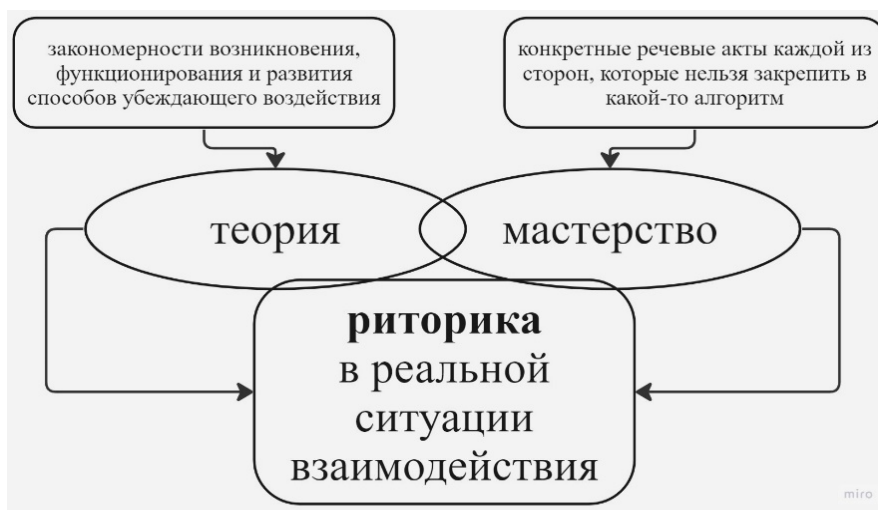 закономерности возникновения,
функционирования и развития
способов убеждающего воздействия
конкретные речевые акты каждой из
сторон, которые нельзя закрепить в
какой-то алгоритм
теория
мастерство
риторика
в реальной
ситуации
взаимодействия
miro